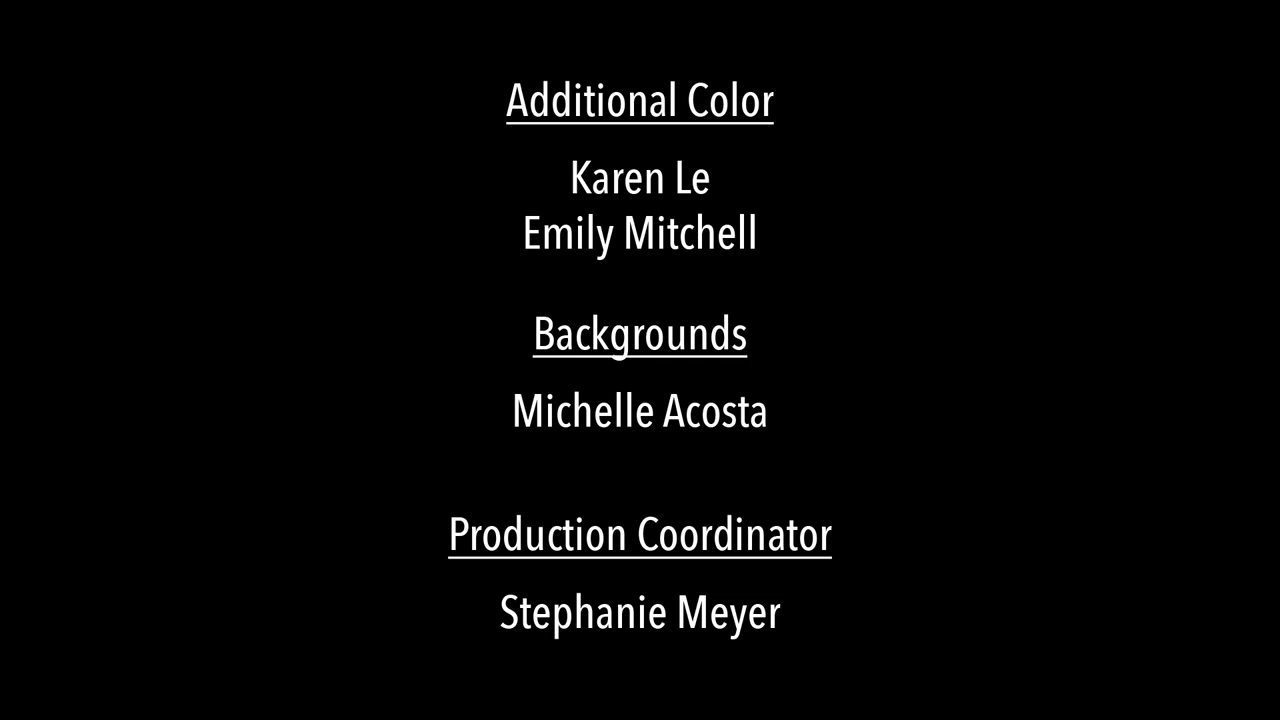 Additional Color
Karen Le
Emily Mitchell
Backgrounds
Michelle Acosta
Production Coordinator
Stephanie Meyer